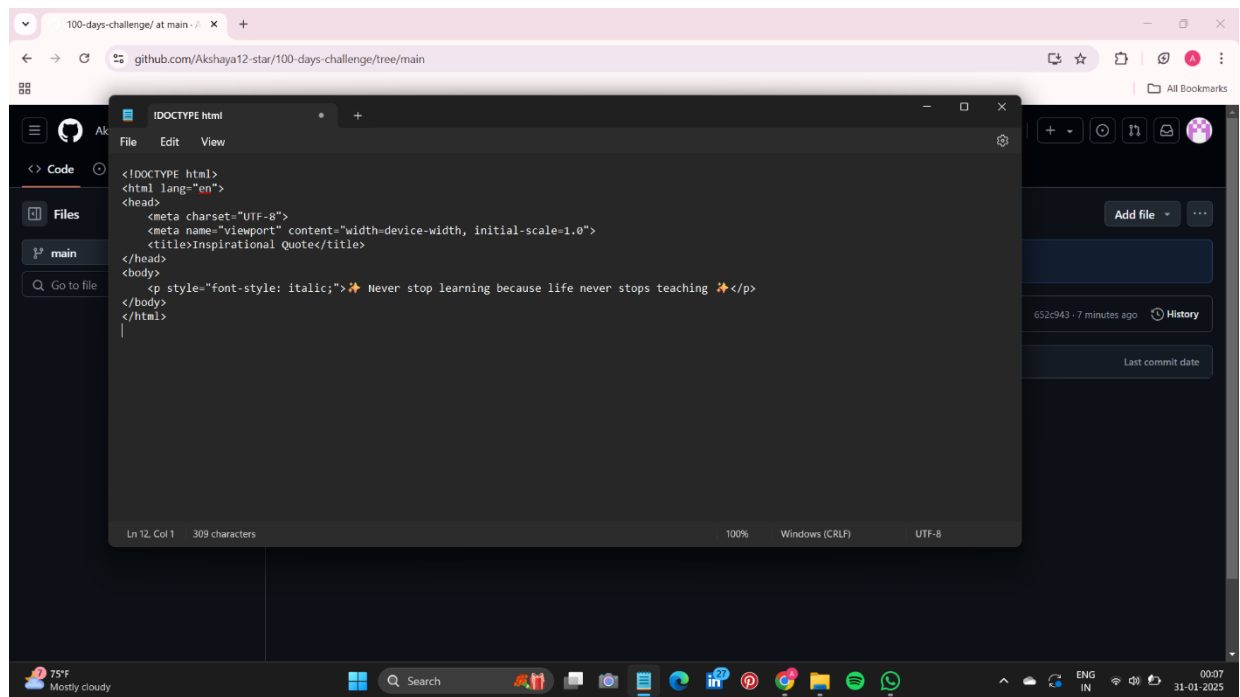 100-days-challenge/ at main · A
github.com/Akshaya12-star/100-days-challenge/tree/main
All Bookmarks
!DOCTYPE html
File Edit View
Ak
<> Code
<!DOCTYPE html>
<html lang="en">
<head>
    <meta charset="UTF-8">
    <meta name="viewport" content="width=device-width, initial-scale=1.0">
    <title>Inspirational Quote</title>
</head>
<body>
    <p style="font-style: italic;">✨ Never stop learning because life never stops teaching ✨</p>
</body>
</html>
Files
Add file
main
Go to file
652c943 · 7 minutes ago History
Last commit date
Ln 12, Col 1 309 characters 100% Windows (CRLF) UTF-8
7
75°F
Mostly cloudy
Search
27
A
ENG
IN
00:07
31-01-2025